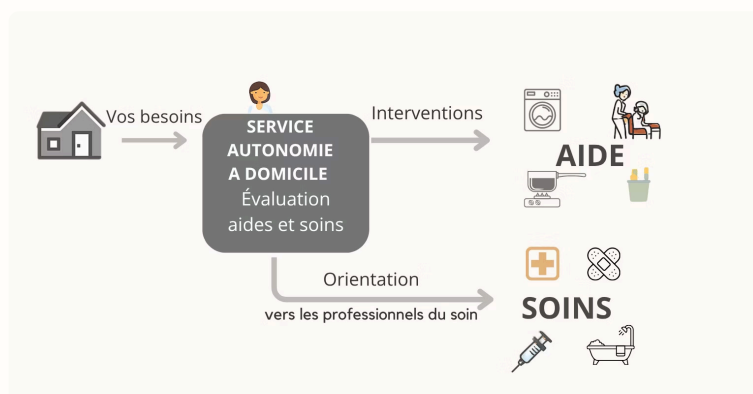 Vos besoins
SERVICE
AUTONOMIE
A DOMICILE
Évaluation
aides et soins
Interventions
AIDE
Orientation
vers les professionnels du soin
SOINS